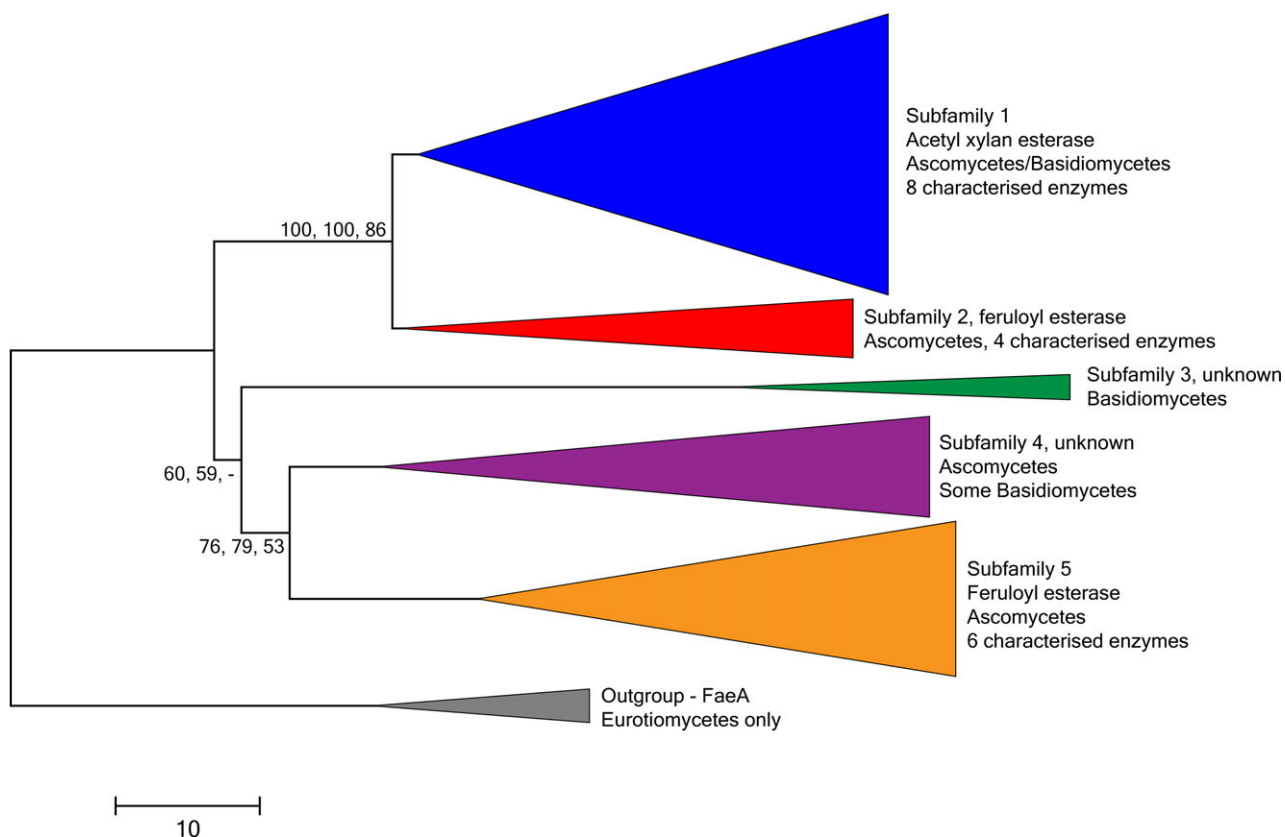 Subfamily 1
Acetyl xylan esterase
Ascomycetes/Basidiomycetes
8 characterised enzymes
100, 100, 86
Subfamily 2, feruloyl esterase
Ascomycetes, 4 characterised enzymes
Subfamily 3, unknown
Basidiomycetes
Subfamily 4, unknown
Ascomycetes
Some Basidiomycetes
60, 59, -
76, 79, 53
Subfamily 5
Feruloyl esterase
Ascomycetes
6 characterised enzymes
Outgroup - FaeA
Eurotiomycetes only
10